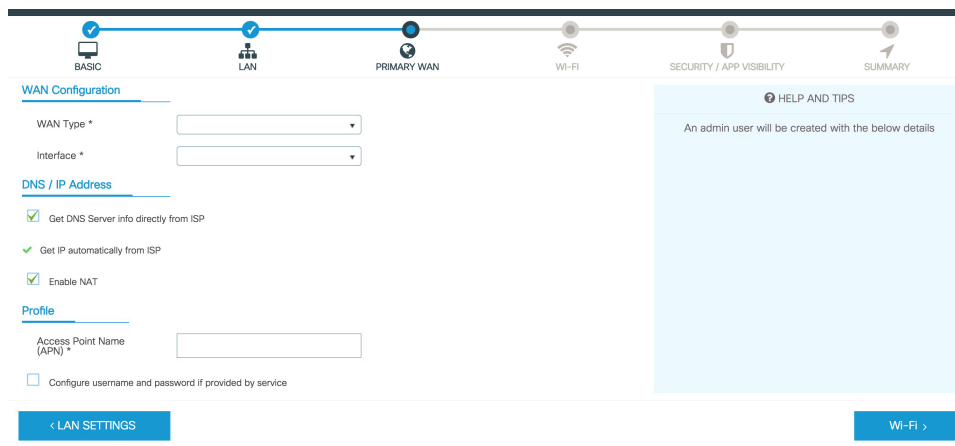 BASIC
LAN
PRIMARY WAN
WI-FI
SECURITY / APP VISIBILITY
SUMMARY
WAN Configuration
WAN Type *
Interface *
DNS / IP Address
Get DNS Server info directly from ISP
Get IP automatically from ISP
Enable NAT
Profile
Access Point Name
(APN) *
Configure username and password if provided by service
HELP AND TIPS
An admin user will be created with the below details
< LAN SETTINGS
Wi-Fi >